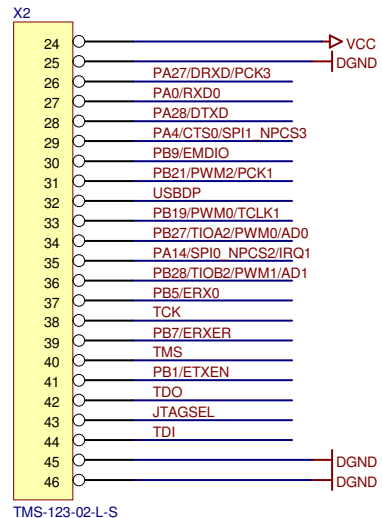 X2
24 VCC
25 DGND
26 PA27/DRXD/PCK3
27 PA0/RXD0
28 PA28/DTXD
29 PA4/CTS0/SPI1_NPCS3
30 PB9/EMDIO
31 PB21/PWM2/PCK1
32 USBDP
33 PB19/PWM0/TCLK1
34 PB27/TIOA2/PWM0/AD0
35 PA14/SPI0_NPCS2/IRQ1
36 PB28/TIOB2/PWM1/AD1
37 PB5/ERX0
38 TCK
39 PB7/ERXER
40 TMS
41 PB1/ETXEN
42 TDO
43 JTAGSEL
44 TDI
45 DGND
46 DGND
TMS-123-02-L-S